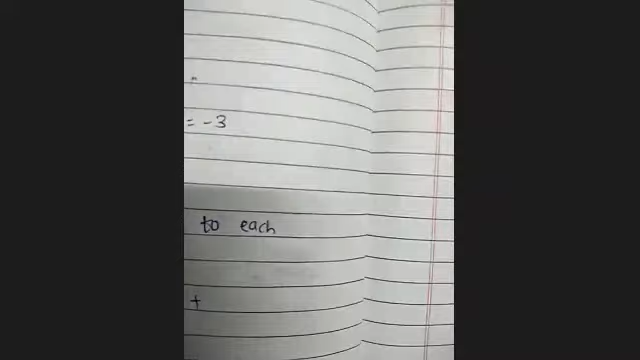 = -3
to each
+